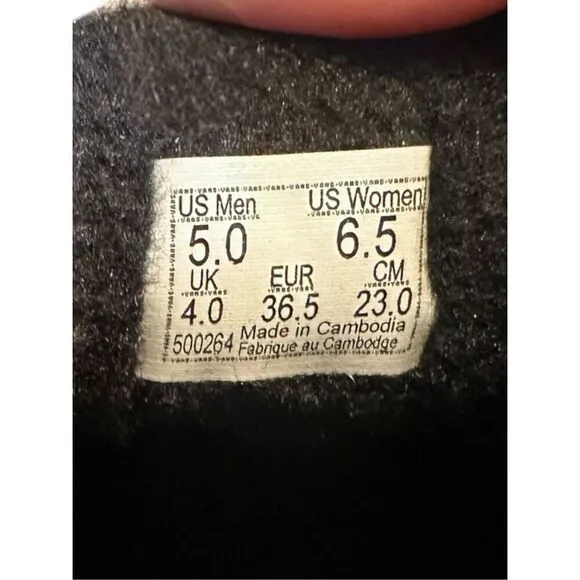 US Men US Women
5.0 6.5
UK EUR CM
4.0 36.5 23.0
500264 Made in Cambodia
Fabrique au Cambodge